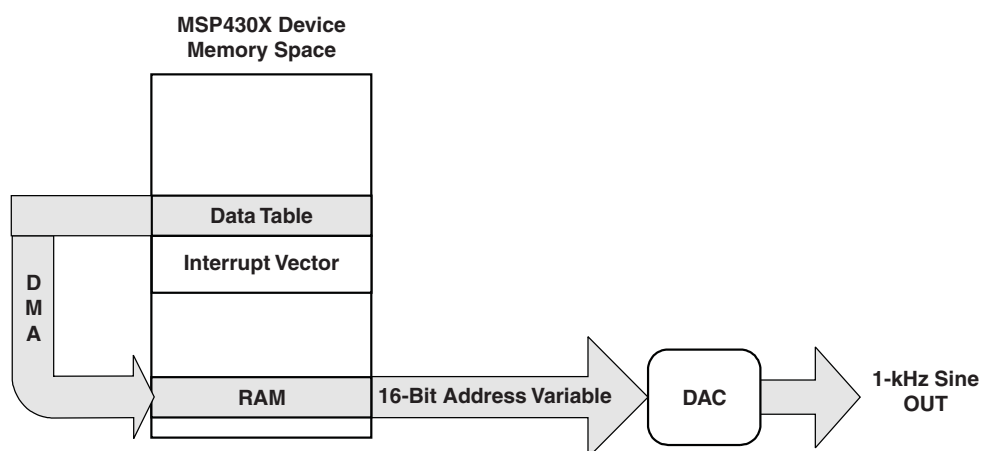 MSP430X Device
Memory Space
Data Table
Interrupt Vector
D
M
A
RAM
16-Bit Address Variable
DAC
1-kHz Sine
OUT